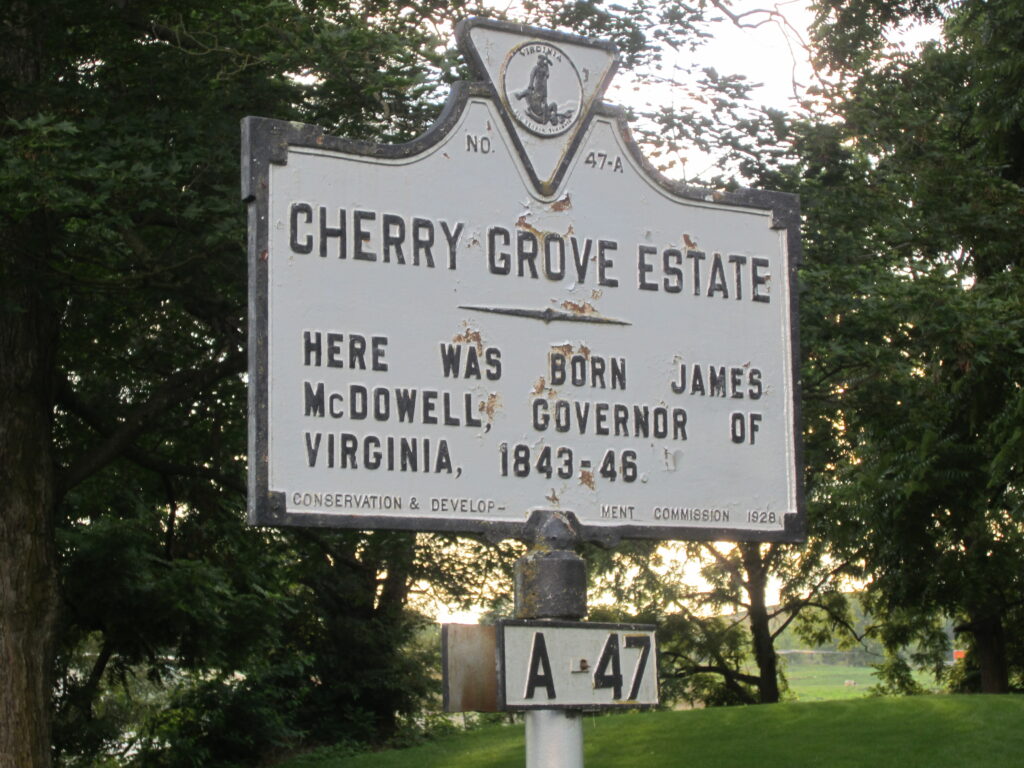 VIRGINIA
NO. 47-A
CHERRY GROVE ESTATE
HERE WAS BORN JAMES
McDOWELL, GOVERNOR OF
VIRGINIA, 1843-46.
CONSERVATION & DEVELOP- MENT COMMISSION 1928
A-47